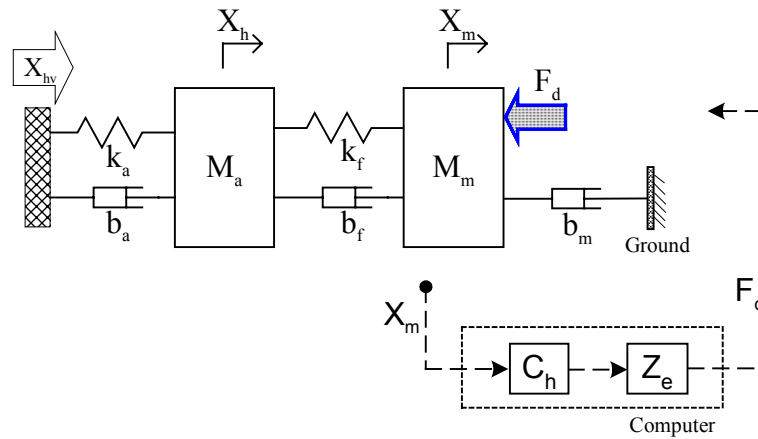 X_h
X_m
X_hv
F_d
k_a
M_a
k_f
M_m
b_a
b_f
b_m
Ground
X_m
F
C_h
Z_e
Computer